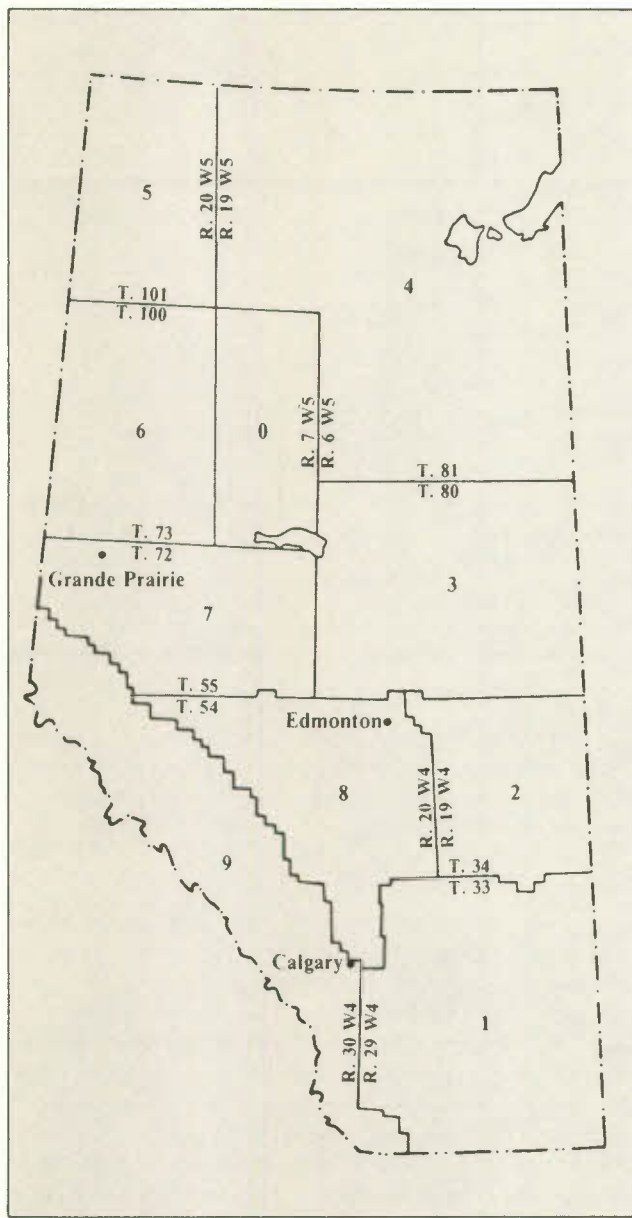 5
R. 20 W5
R. 19 W5
4
T. 101
T. 100
6
0
R. 7 W5
R. 6 W5
T. 81
T. 80
T. 73
T. 72
Grande Prairie
3
7
T. 55
T. 54
Edmonton
8
R. 20 W4
R. 19 W4
2
9
T. 34
T. 33
Calgary
R. 30 W4
R. 29 W4
1